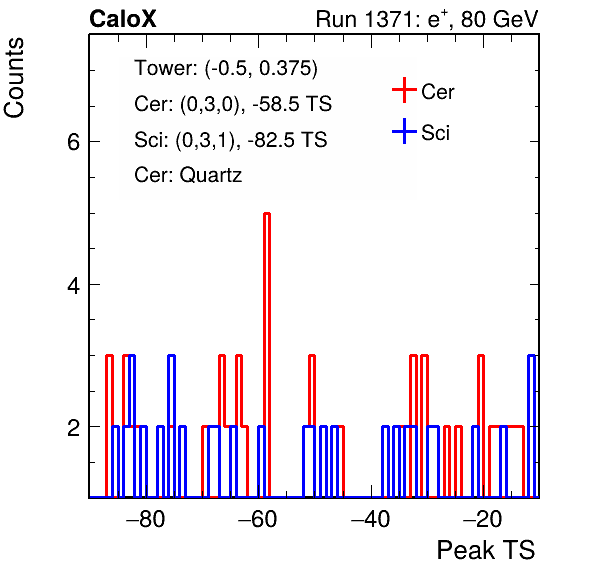 CaloX Run 1371: e⁺, 80 GeV
Counts
Tower: (-0.5, 0.375)
Cer: (0,3,0), -58.5 TS
Sci: (0,3,1), -82.5 TS
Cer: Quartz
Cer
Sci
6
4
2
−80 −60 −40 −20
Peak TS